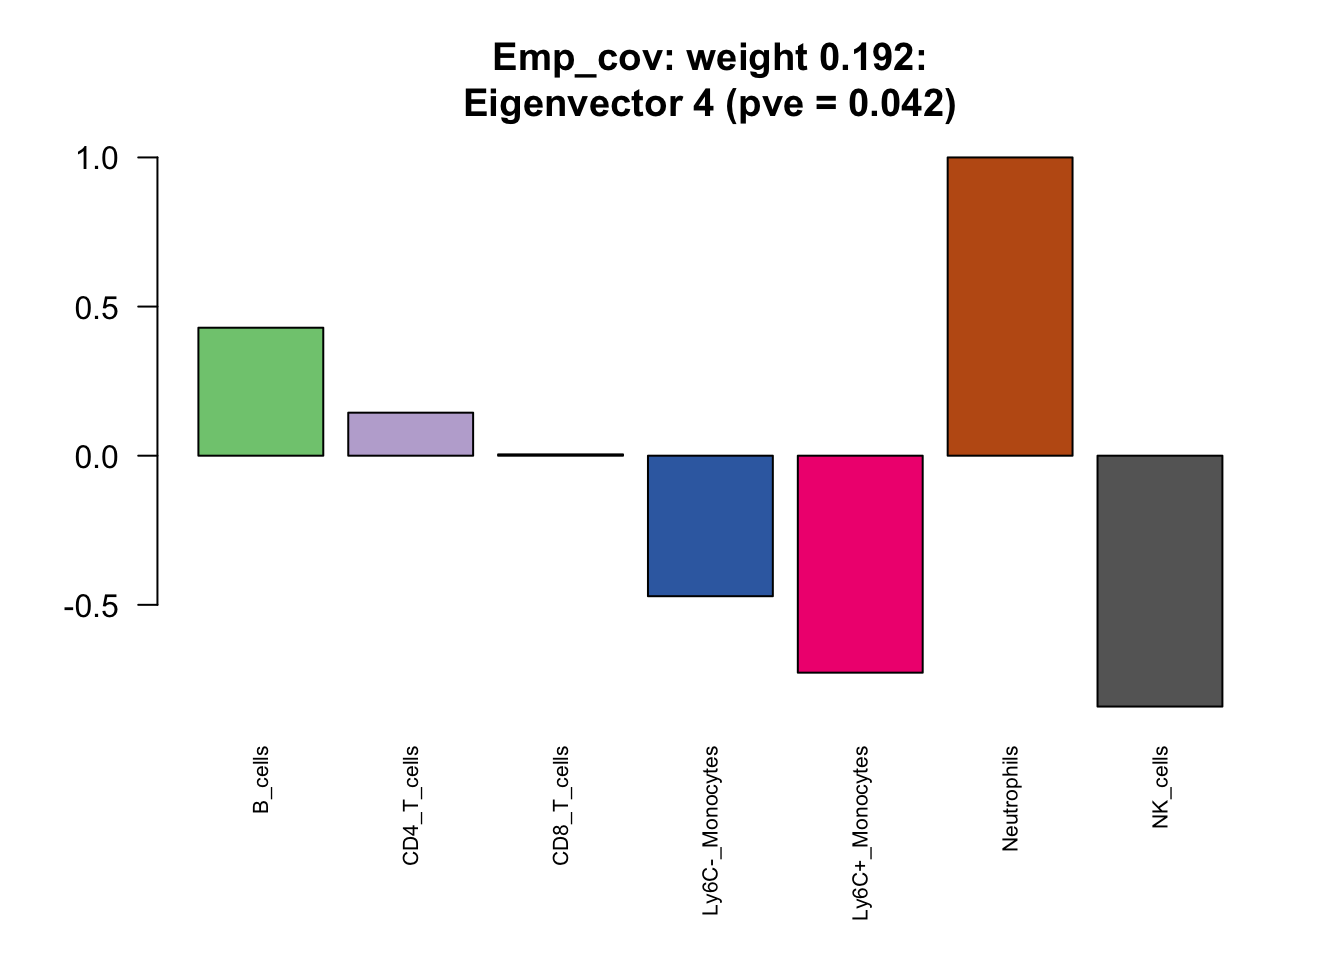 Emp_cov: weight 0.192:
Eigenvector 4 (pve = 0.042)
1.0
0.5
0.0
-0.5
B_cells
CD4_T_cells
CD8_T_cells
Ly6C-_Monocytes
Ly6C+_Monocytes
Neutrophils
NK_cells